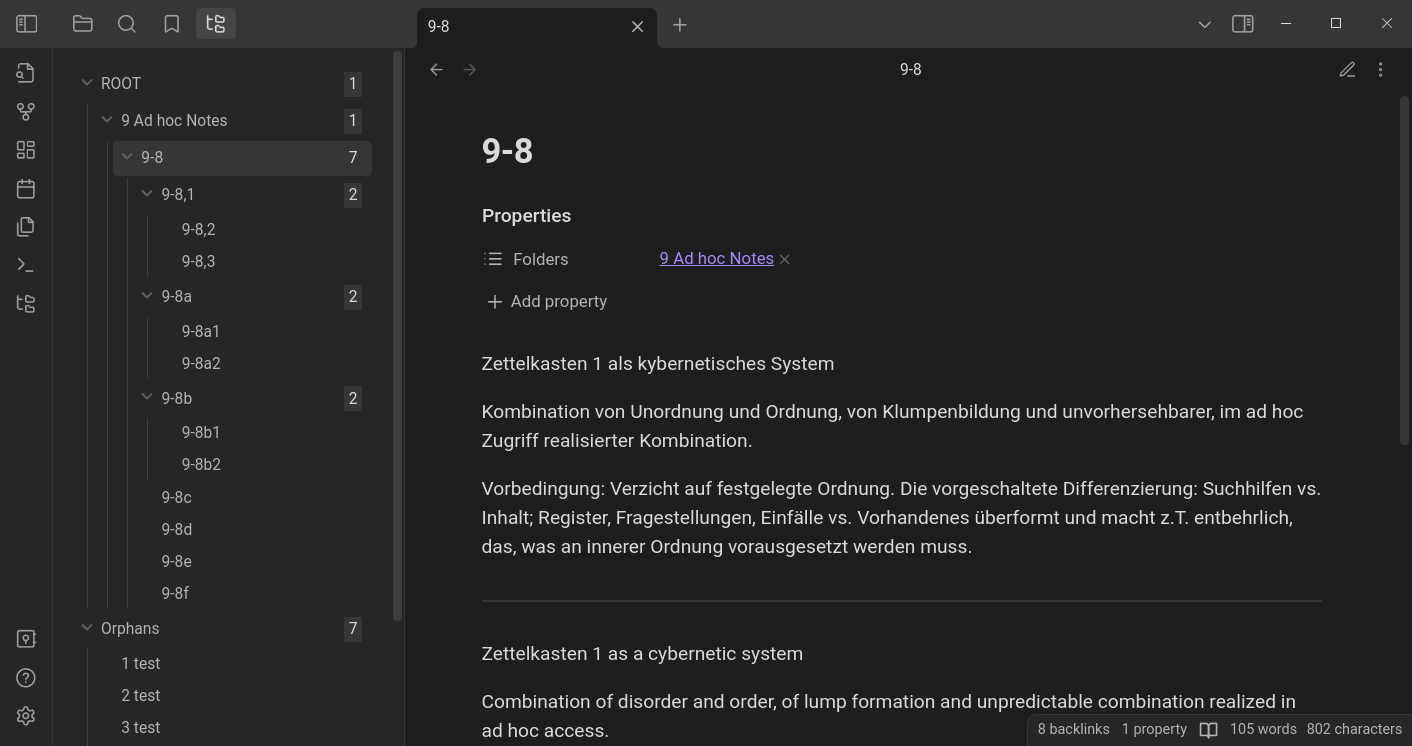 9-8
ROOT 1
9 Ad hoc Notes 1
9-8 7
9-8,1 2
9-8,2
9-8,3
9-8a 2
9-8a1
9-8a2
9-8b 2
9-8b1
9-8b2
9-8c
9-8d
9-8e
9-8f
Orphans 7
1 test
2 test
3 test
9-8
9-8
Properties
Folders 9 Ad hoc Notes
Add property
Zettelkasten 1 als kybernetisches System
Kombination von Unordnung und Ordnung, von Klumpenbildung und unvorhersehbarer, im ad hoc
Zugriff realisierter Kombination.
Vorbedingung: Verzicht auf festgelegte Ordnung. Die vorgeschaltete Differenzierung: Suchhilfen vs.
Inhalt; Register, Fragestellungen, Einfälle vs. Vorhandenes überformt und macht z.T. entbehrlich,
das, was an innerer Ordnung vorausgesetzt werden muss.
Zettelkasten 1 as a cybernetic system
Combination of disorder and order, of lump formation and unpredictable combination realized in
ad hoc access.
8 backlinks 1 property 105 words 802 characters